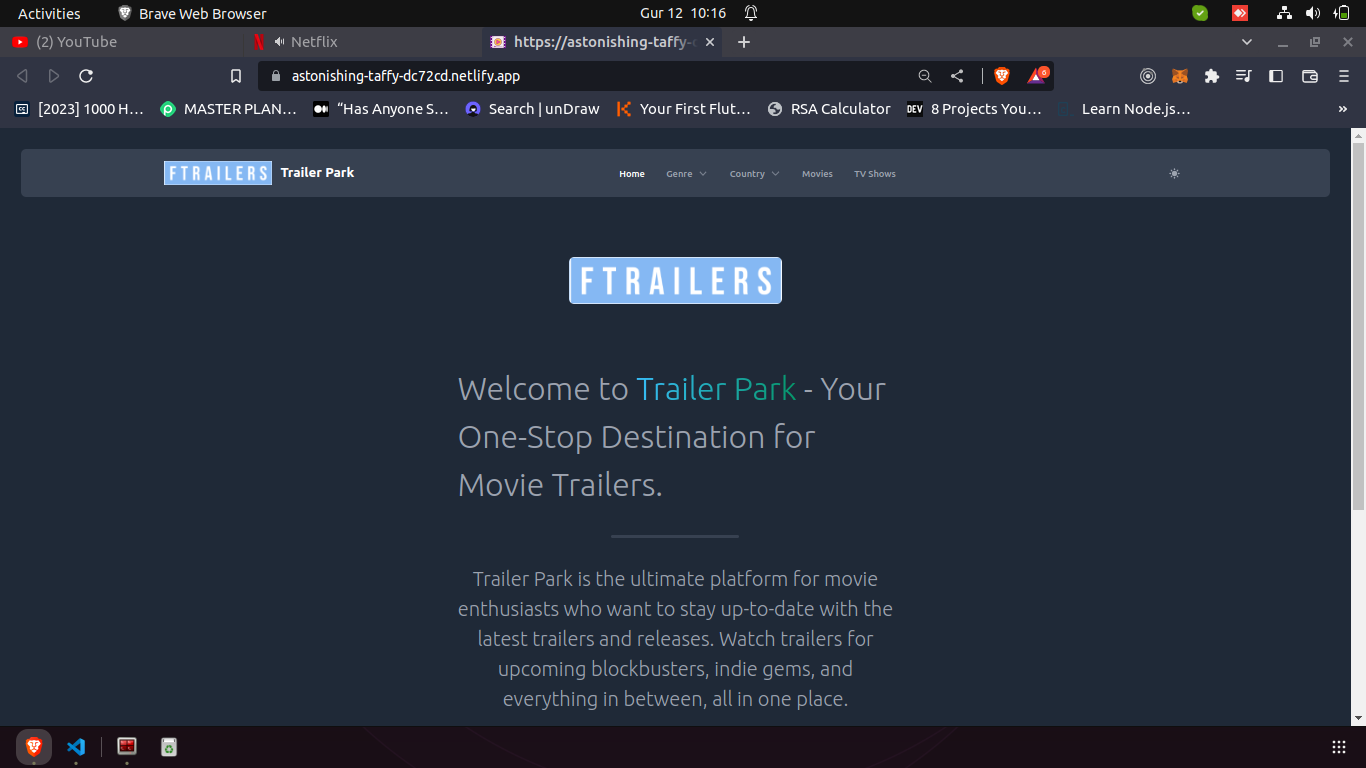 Activities Brave Web Browser Gur 12 10:16
(2) YouTube Netflix https://astonishing-taffy-
astonishing-taffy-dc72cd.netlify.app 6
[2023] 1000 H… MASTER PLAN… “Has Anyone S… Search | unDraw Your First Flut… RSA Calculator DEV 8 Projects You… Learn Node.js… »
FTRAILERS Trailer Park Home Genre Country Movies TV Shows
FTRAILERS
Welcome to Trailer Park - Your
One-Stop Destination for
Movie Trailers.
Trailer Park is the ultimate platform for movie
enthusiasts who want to stay up-to-date with the
latest trailers and releases. Watch trailers for
upcoming blockbusters, indie gems, and
everything in between, all in one place.